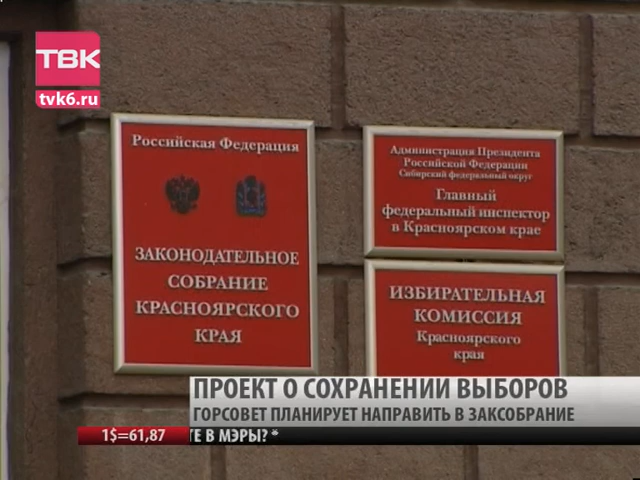 ТВК
tvk6.ru
Российская Федерация
ЗАКОНОДАТЕЛЬНОЕ
СОБРАНИЕ
КРАСНОЯРСКОГО
КРАЯ
Администрация Президента
Российской Федерации
Сибирский федеральный округ
Главный
федеральный инспектор
в Красноярском крае
ИЗБИРАТЕЛЬНАЯ
КОМИССИЯ
Красноярского
края
ПРОЕКТ О СОХРАНЕНИИ ВЫБОРОВ
ГОРСОВЕТ ПЛАНИРУЕТ НАПРАВИТЬ В ЗАКСОБРАНИЕ
1$=61,87
ТЕ В МЭРЫ? *